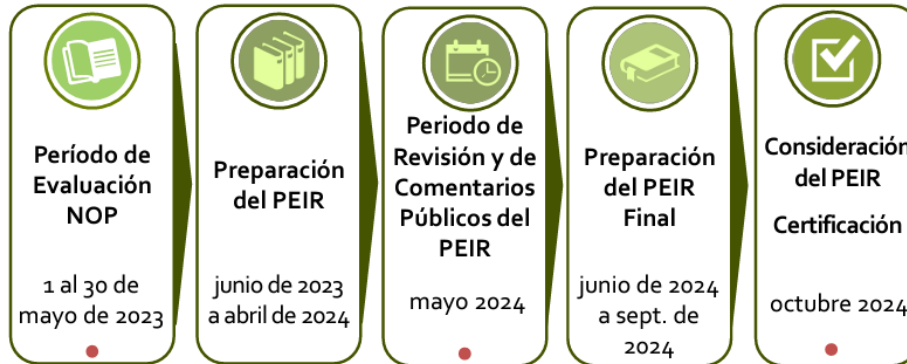 Período de
Evaluación
NOP
1 al 30 de
mayo de 2023
Preparación
del PEIR
junio de 2023
a abril de 2024
Periodo de
Revisión y de
Comentarios
Públicos del
PEIR
mayo 2024
Preparación
del PEIR
Final
junio de 2024
a sept. de
2024
Consideración
del PEIR
Certificación
octubre 2024